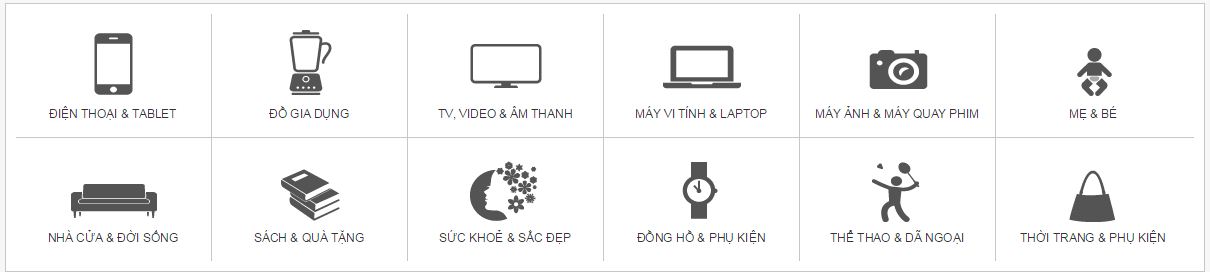 ĐIỆN THOẠI & TABLET
ĐỒ GIA DỤNG
TV, VIDEO & ÂM THANH
MÁY VI TÍNH & LAPTOP
MÁY ẢNH & MÁY QUAY PHIM
MẸ & BÉ
NHÀ CỬA & ĐỜI SỐNG
SÁCH & QUÀ TẶNG
SỨC KHOẺ & SẮC ĐẸP
ĐỒNG HỒ & PHỤ KIỆN
THỂ THAO & DÃ NGOẠI
THỜI TRANG & PHỤ KIỆN